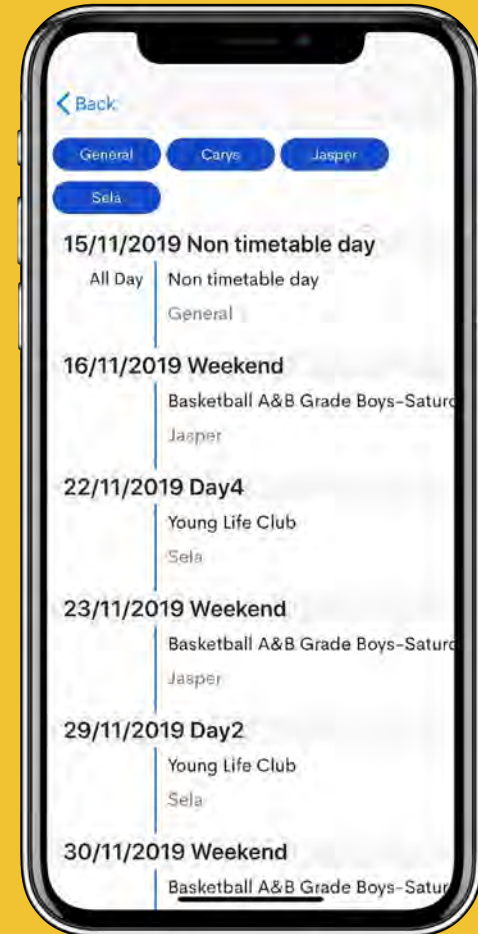 Back
General Carys Jasper
Sela
15/11/2019 Non timetable day
All Day Non timetable day
General
16/11/2019 Weekend
Basketball A&B Grade Boys-Saturd
Jasper
22/11/2019 Day4
Young Life Club
Sela
23/11/2019 Weekend
Basketball A&B Grade Boys-Saturd
Jasper
29/11/2019 Day2
Young Life Club
Sela
30/11/2019 Weekend
Basketball A&B Grade Boys-Satur